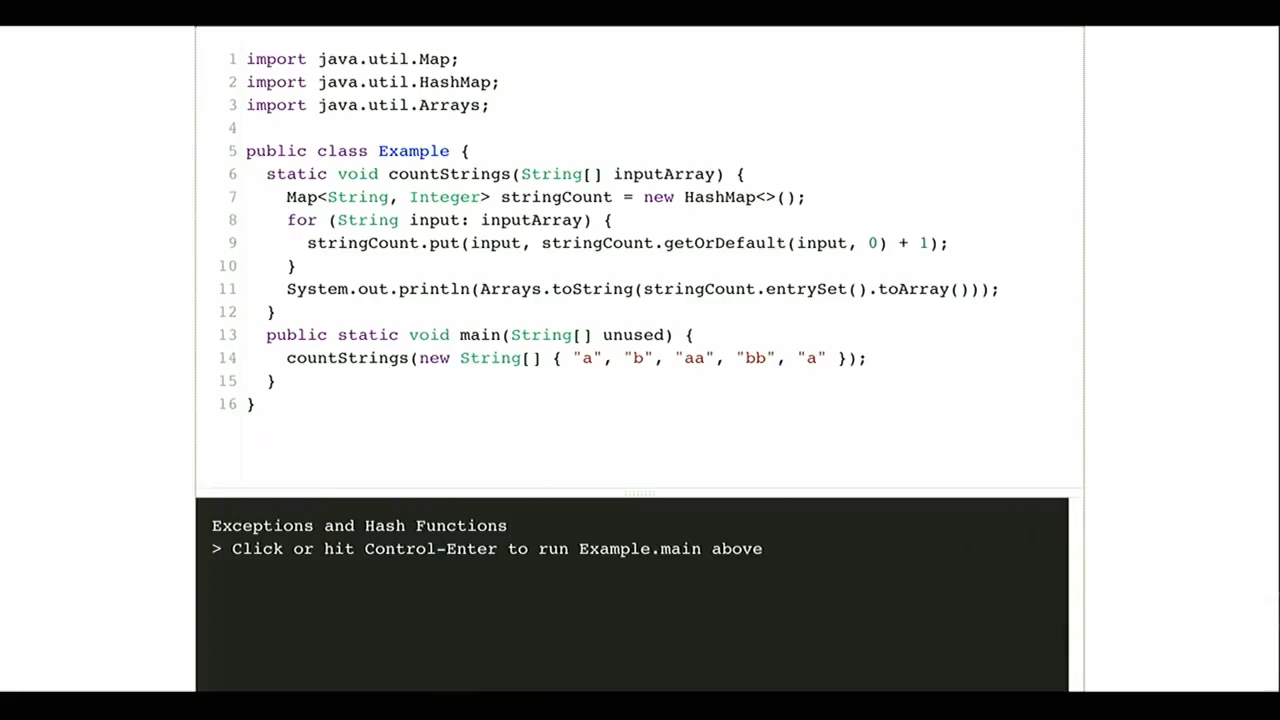 1 import java.util.Map;
2 import java.util.HashMap;
3 import java.util.Arrays;
4
5 public class Example {
6   static void countStrings(String[] inputArray) {
7     Map<String, Integer> stringCount = new HashMap<>();
8     for (String input: inputArray) {
9       stringCount.put(input, stringCount.getOrDefault(input, 0) + 1);
10     }
11     System.out.println(Arrays.toString(stringCount.entrySet().toArray()));
12   }
13   public static void main(String[] unused) {
14     countStrings(new String[] { "a", "b", "aa", "bb", "a" });
15   }
16 }
Exceptions and Hash Functions
> Click or hit Control-Enter to run Example.main above